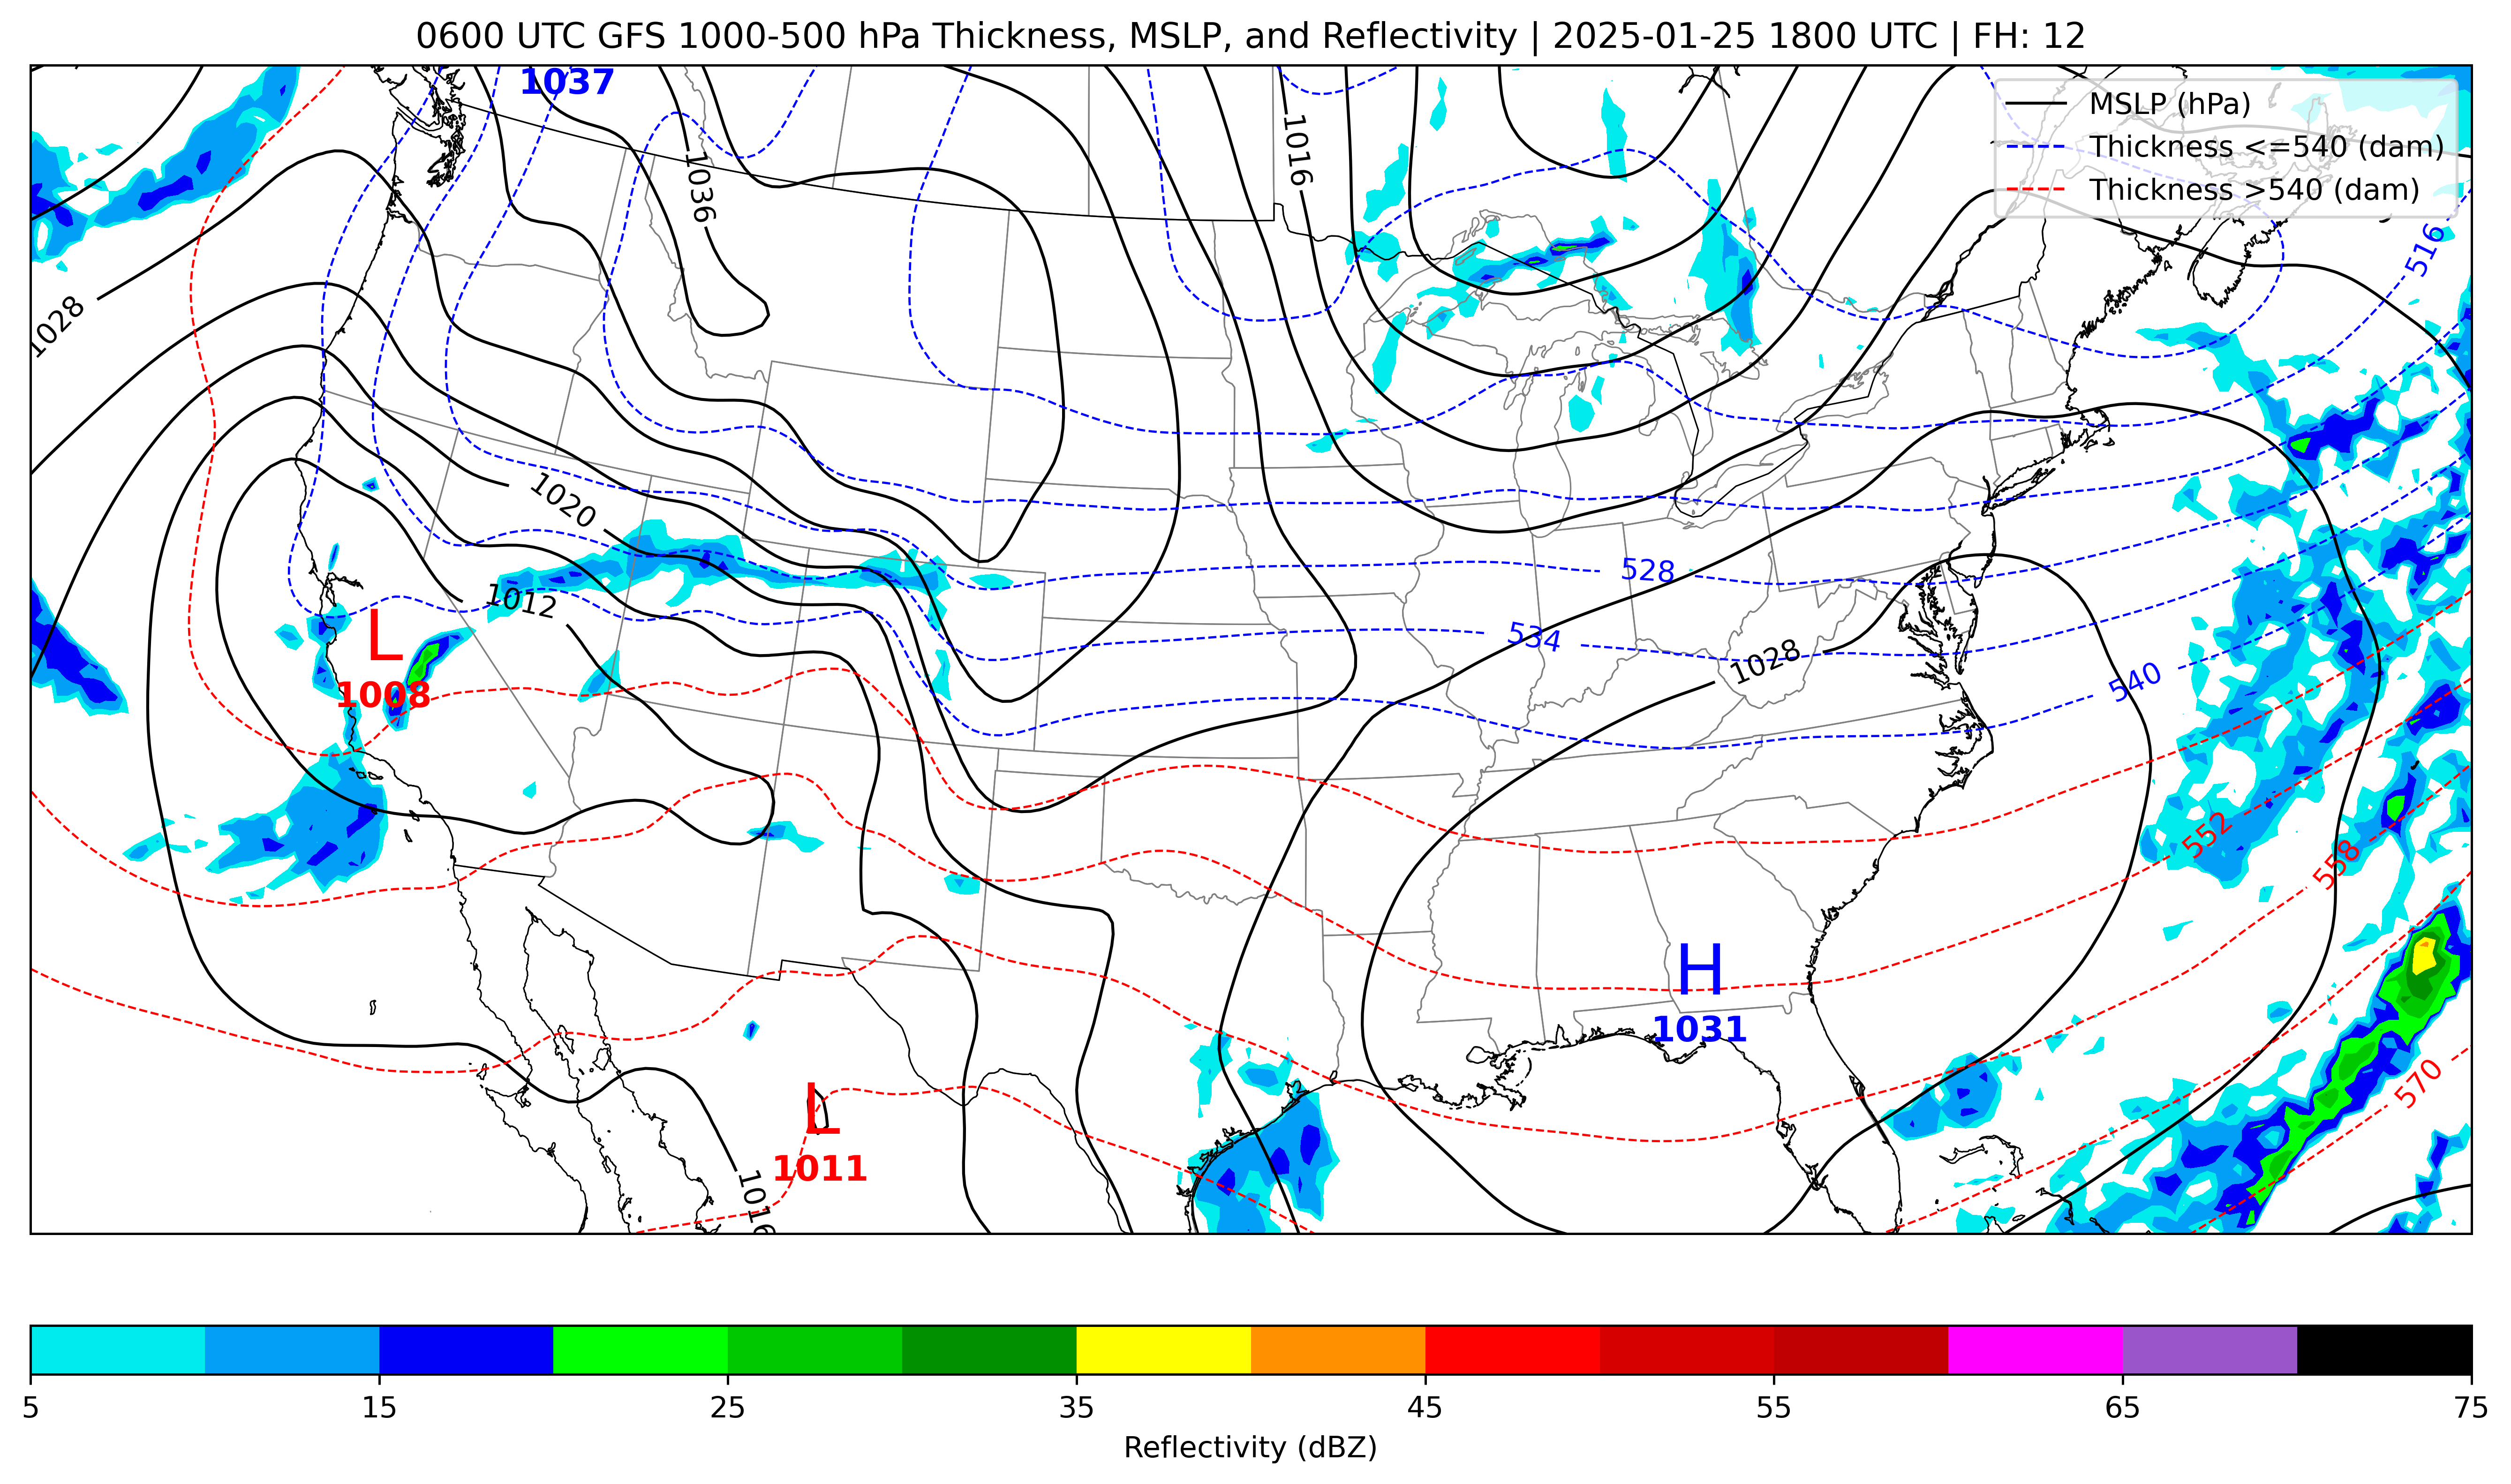 0600 UTC GFS 1000-500 hPa Thickness, MSLP, and Reflectivity | 2025-01-25 1800 UTC | FH: 12
1037
MSLP (hPa)
Thickness <=540 (dam)
Thickness >540 (dam)
1016
1036
516
1028
1020
528
1012
534
L
1008
1028
540
552
558
H
1031
570
L
1011
1016
5 15 25 35 45 55 65 75
Reflectivity (dBZ)